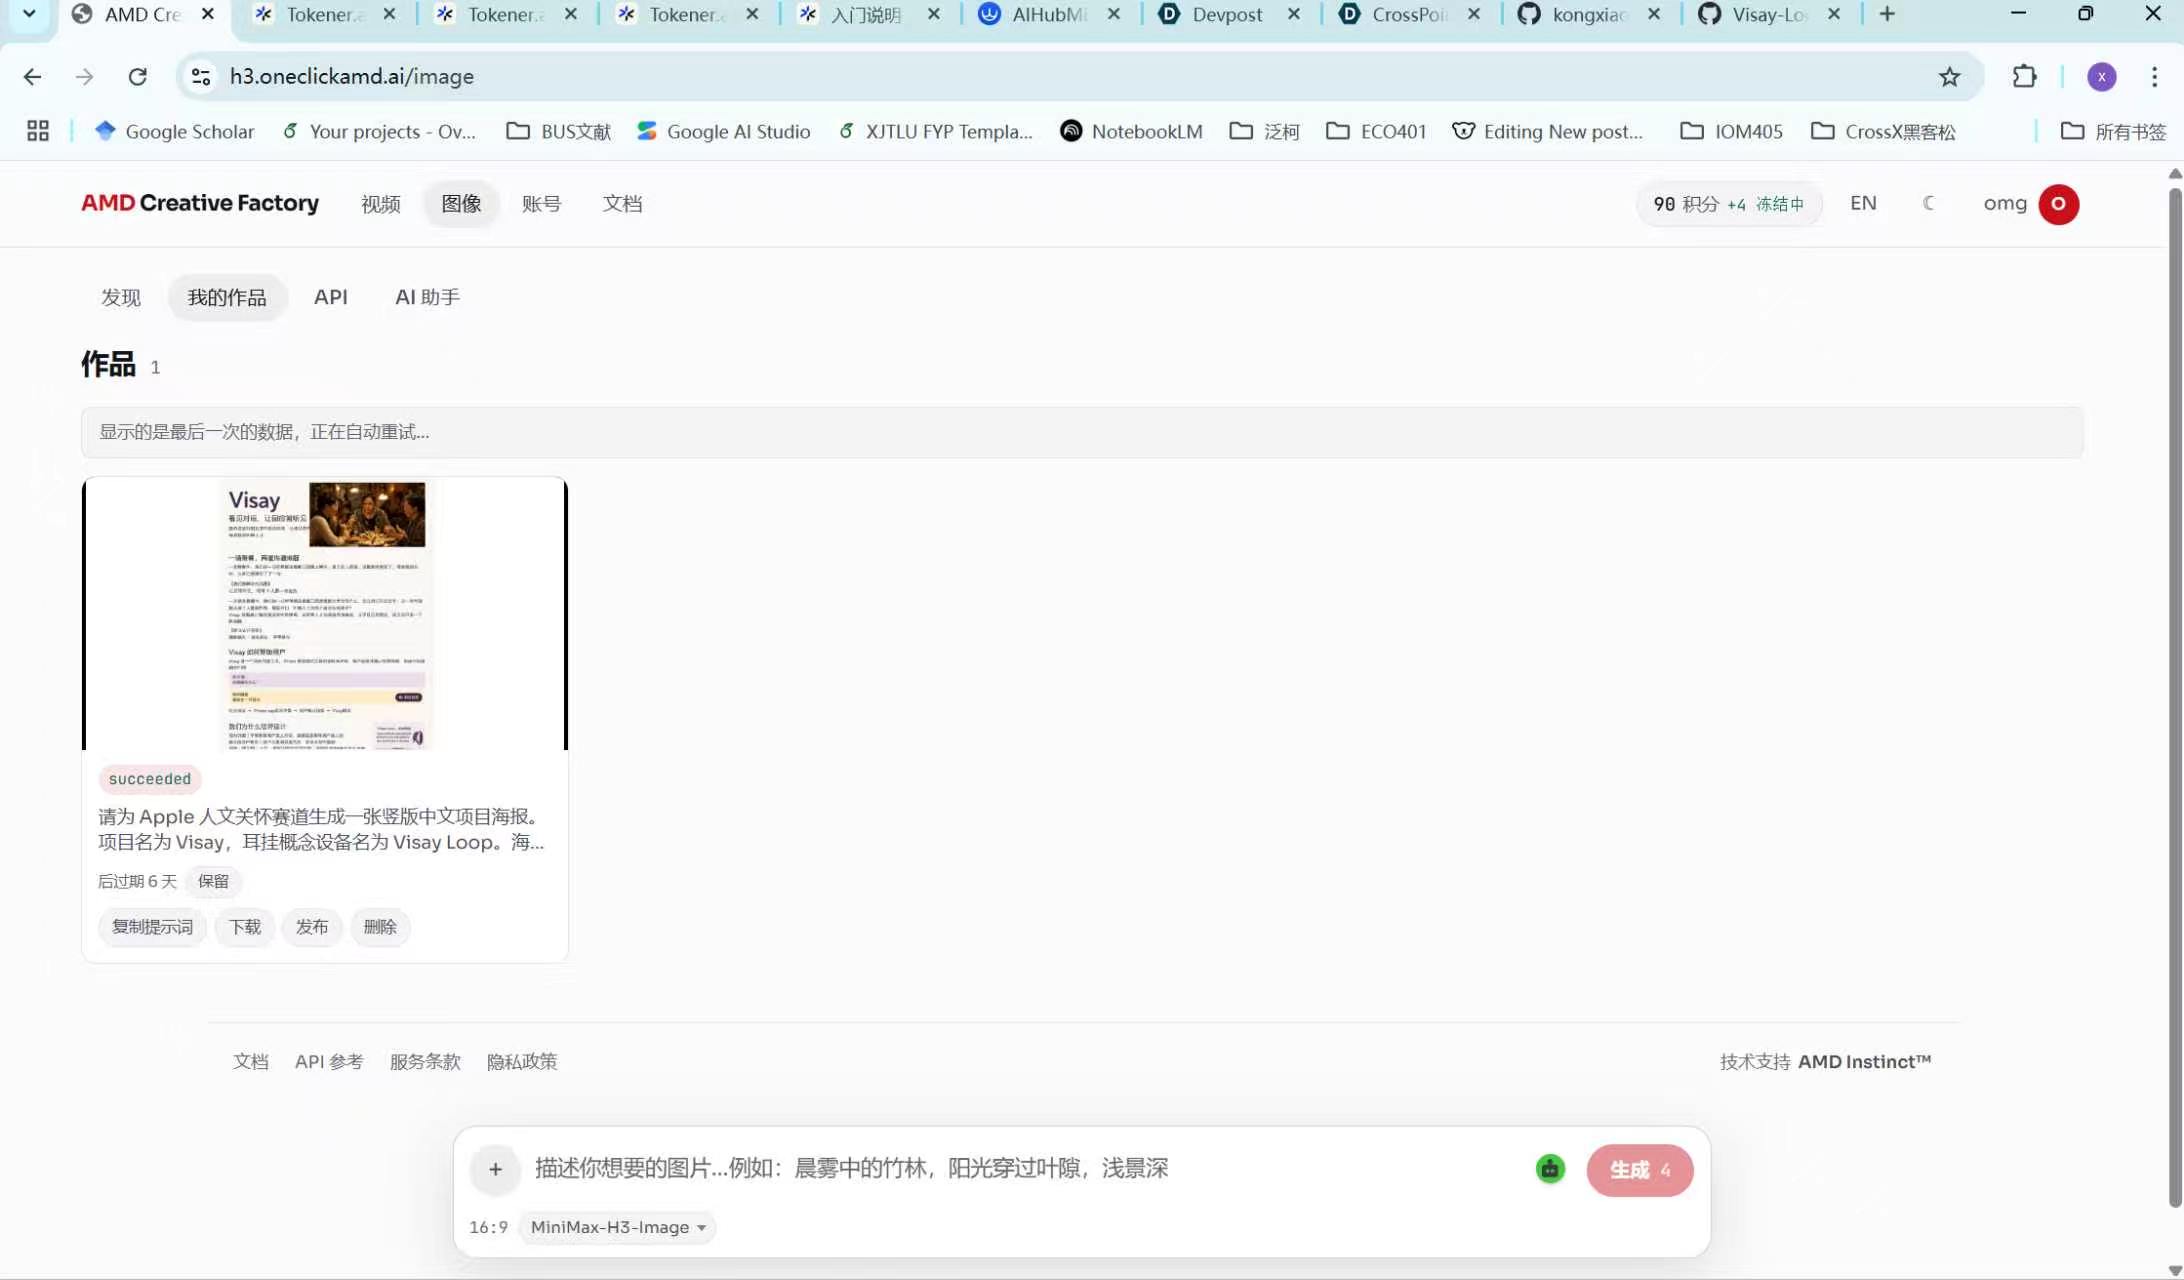 AMD Cre
Tokener.a
Tokener.a
Tokener.a
入门说明
AIHubMi
Devpost
CrossPoi
kongxiao
Visay-Lo
h3.oneclickamd.ai/image
x
Google Scholar
Your projects - Ov...
BUS文献
Google AI Studio
XJTLU FYP Templa...
NotebookLM
泛柯
ECO401
Editing New post...
IOM405
CrossX黑客松
所有书签
AMD Creative Factory
视频
图像
账号
文档
90 积分 +4 冻结中
EN
omg
O
发现
我的作品
API
AI 助手
作品 1
显示的是最后一次的数据，正在自动重试...
Visay
succeeded
请为 Apple 人文关怀赛道生成一张竖版中文项目海报。
项目名为 Visay，耳挂概念设备名为 Visay Loop。海...
后过期 6 天 保留
复制提示词 下载 发布 删除
文档 API 参考 服务条款 隐私政策
技术支持 AMD Instinct™
+ 描述你想要的图片...例如：晨雾中的竹林，阳光穿过叶隙，浅景深
生成 4
16:9 MiniMax-H3-Image